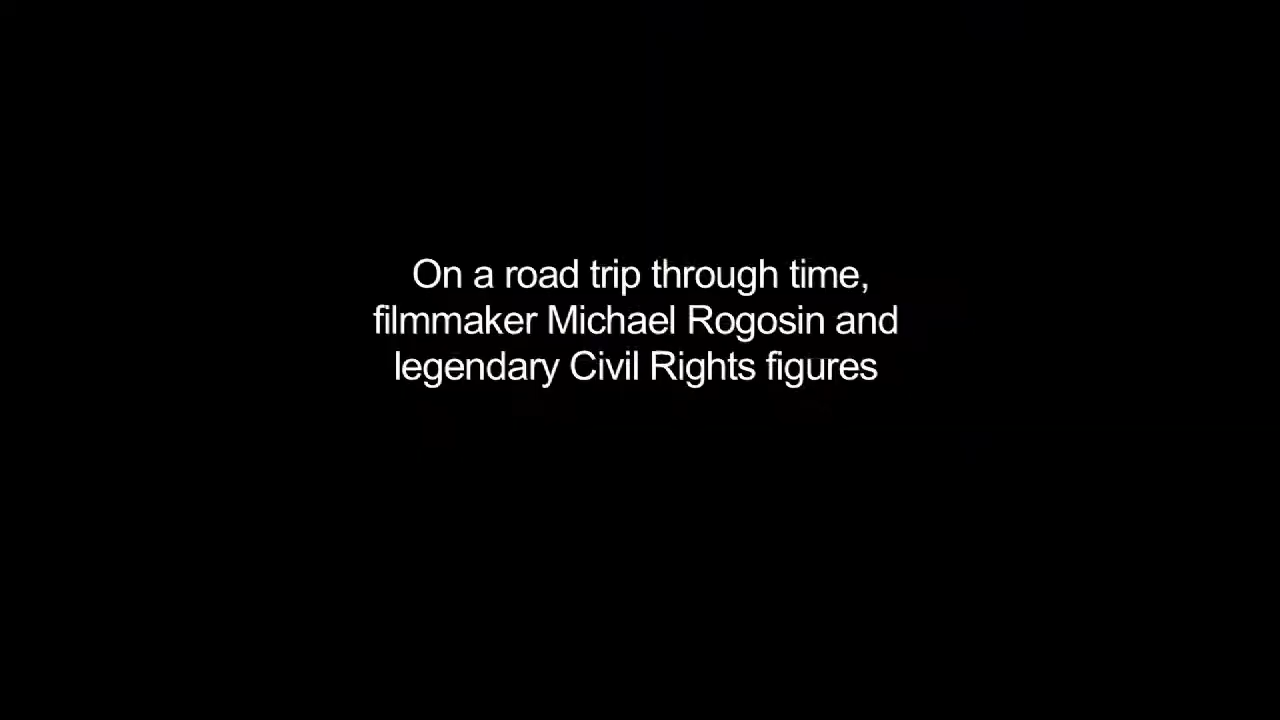 On a road trip through time,
filmmaker Michael Rogosin and
legendary Civil Rights figures